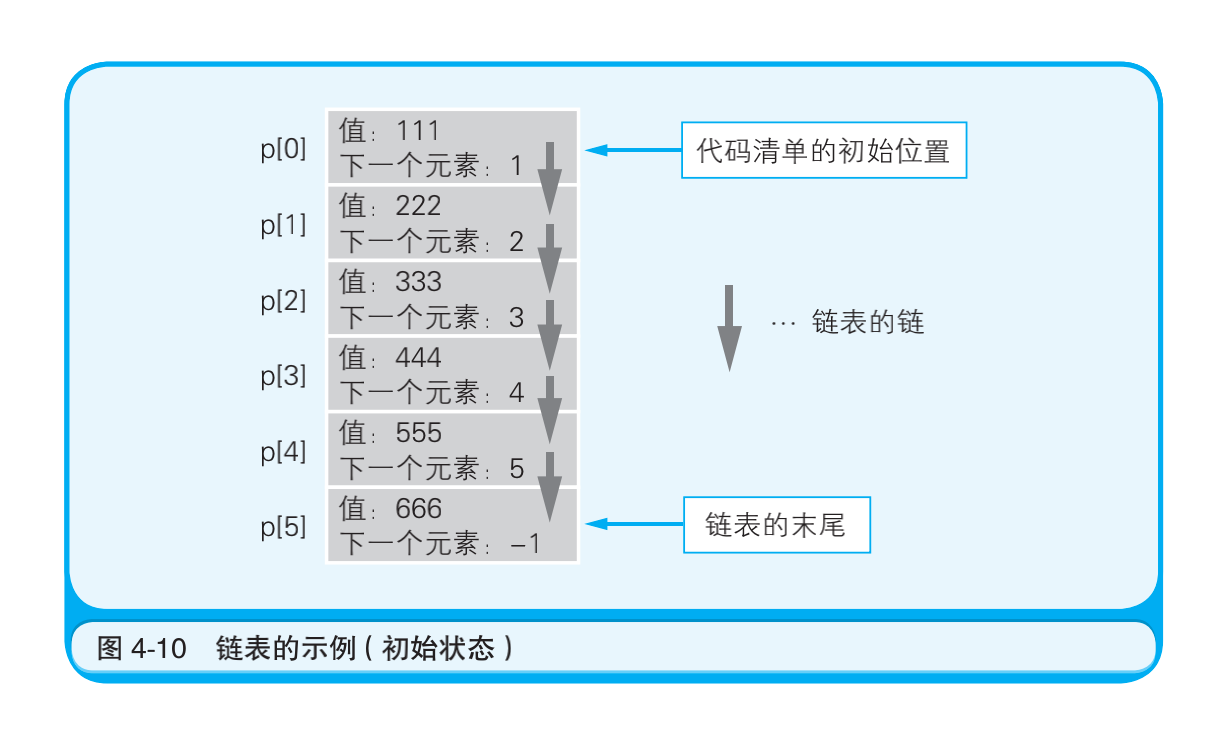 p[0]
值：111
下一个元素：1
代码清单的初始位置
p[1]
值：222
下一个元素：2
p[2]
值：333
下一个元素：3
… 链表的链
p[3]
值：444
下一个元素：4
p[4]
值：555
下一个元素：5
p[5]
值：666
下一个元素：–1
链表的末尾
图 4-10 链表的示例（初始状态）